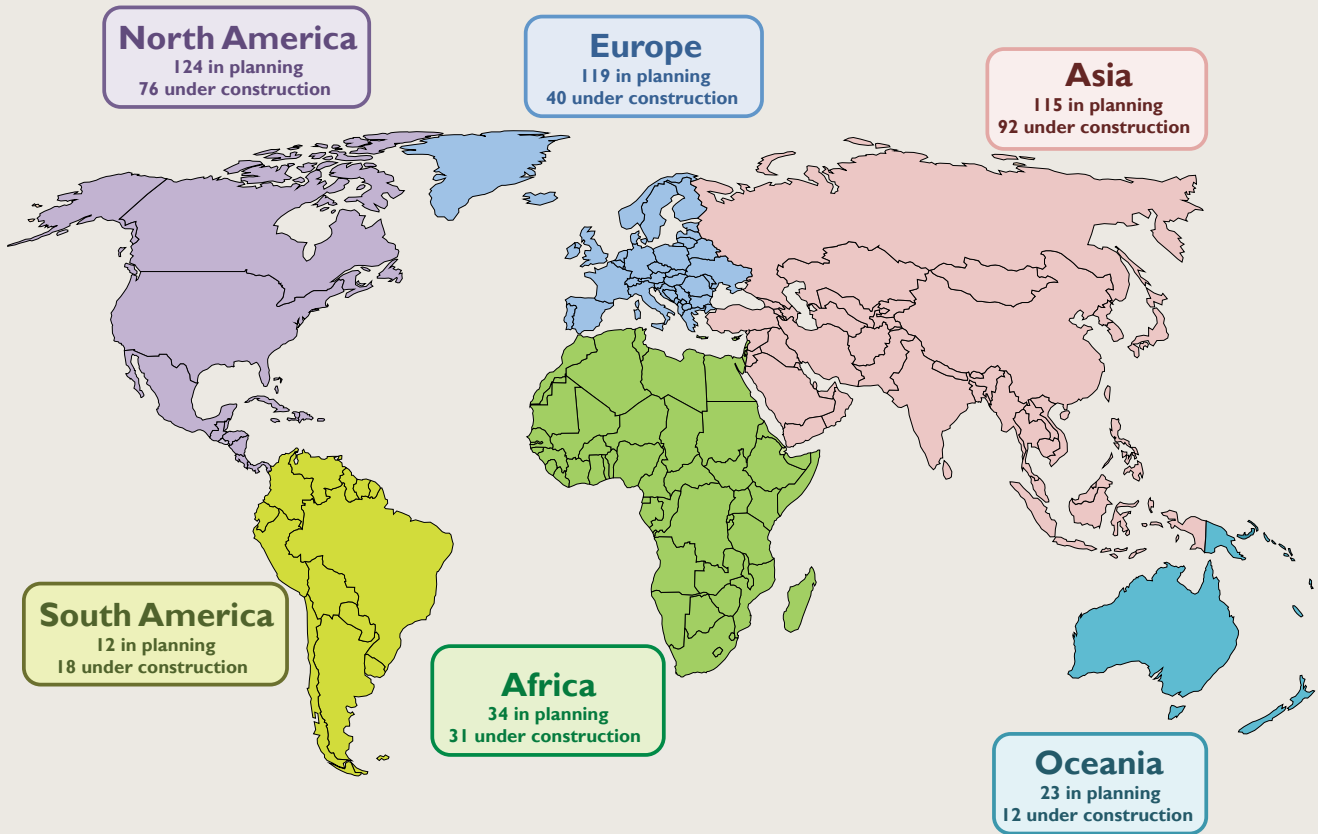 North America
124 in planning
76 under construction
Europe
119 in planning
40 under construction
Asia
115 in planning
92 under construction
South America
12 in planning
18 under construction
Africa
34 in planning
31 under construction
Oceania
23 in planning
12 under construction